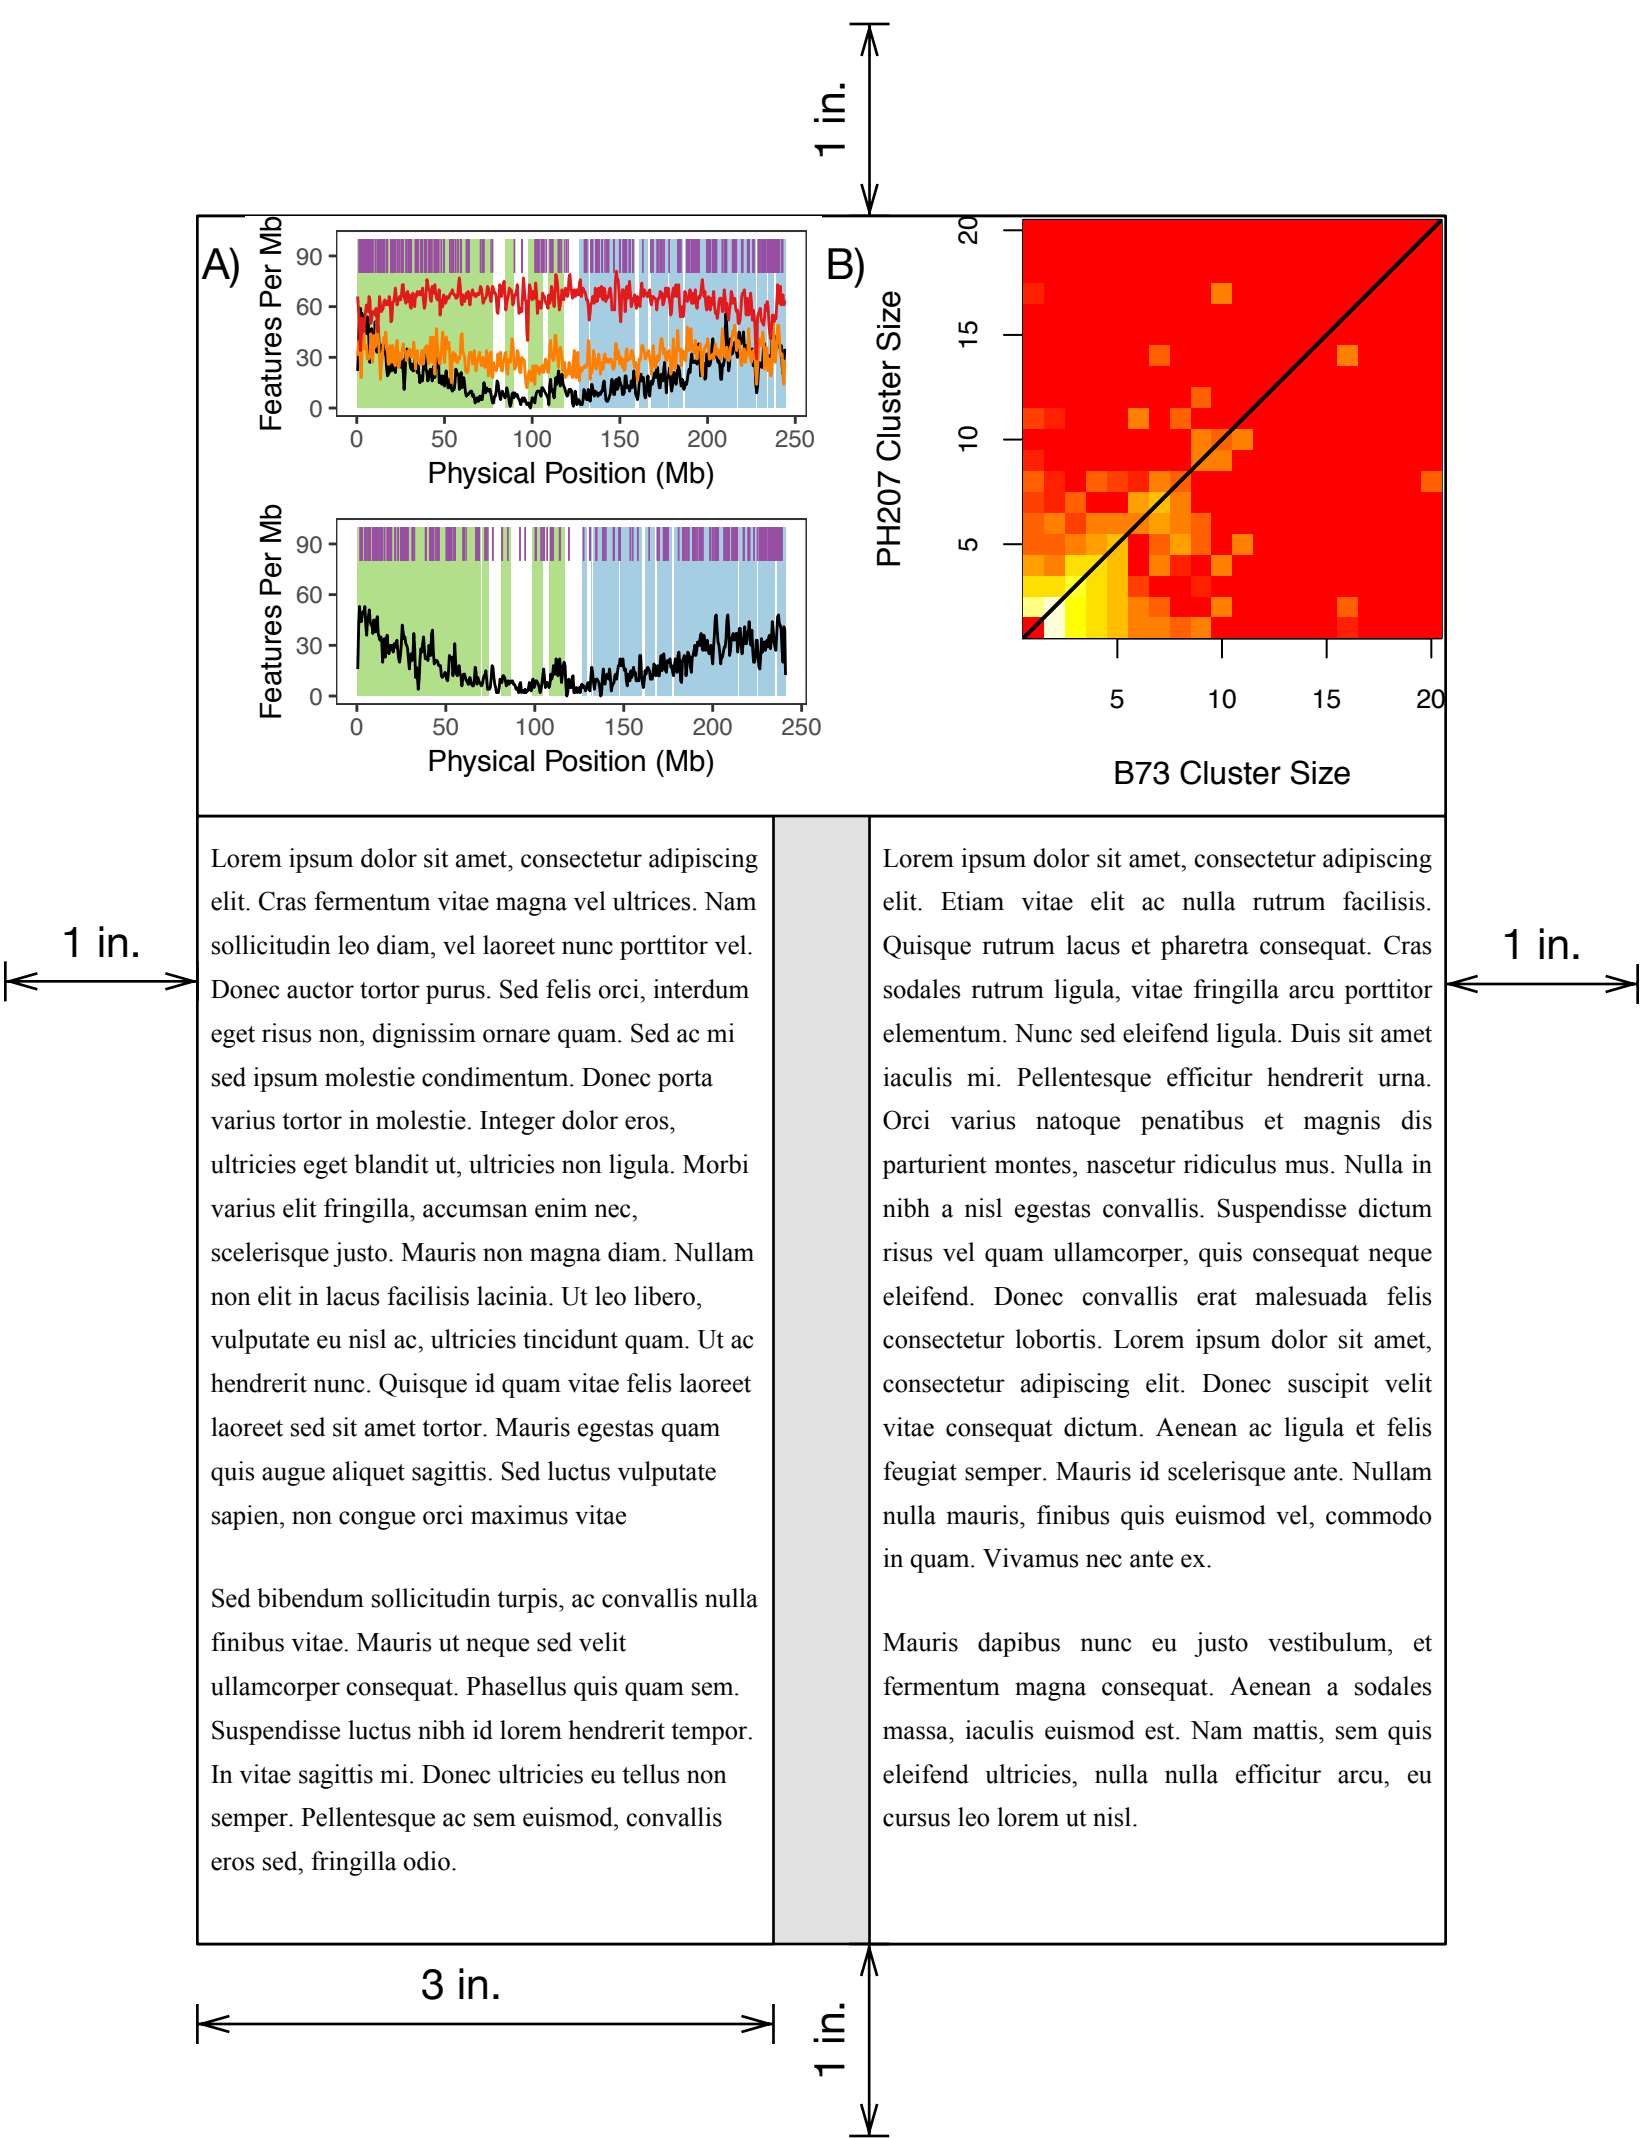 1 in.
A)
Features Per Mb
90
60
30
0
0 50 100 150 200 250
Physical Position (Mb)
Features Per Mb
90
60
30
0
0 50 100 150 200 250
Physical Position (Mb)
B)
PH207 Cluster Size
20
15
10
5
5 10 15 20
B73 Cluster Size
1 in.
Lorem ipsum dolor sit amet, consectetur adipiscing
elit. Cras fermentum vitae magna vel ultrices. Nam
sollicitudin leo diam, vel laoreet nunc porttitor vel.
Donec auctor tortor purus. Sed felis orci, interdum
eget risus non, dignissim ornare quam. Sed ac mi
sed ipsum molestie condimentum. Donec porta
varius tortor in molestie. Integer dolor eros,
ultricies eget blandit ut, ultricies non ligula. Morbi
varius elit fringilla, accumsan enim nec,
scelerisque justo. Mauris non magna diam. Nullam
non elit in lacus facilisis lacinia. Ut leo libero,
vulputate eu nisl ac, ultricies tincidunt quam. Ut ac
hendrerit nunc. Quisque id quam vitae felis laoreet
laoreet sed sit amet tortor. Mauris egestas quam
quis augue aliquet sagittis. Sed luctus vulputate
sapien, non congue orci maximus vitae
Sed bibendum sollicitudin turpis, ac convallis nulla
finibus vitae. Mauris ut neque sed velit
ullamcorper consequat. Phasellus quis quam sem.
Suspendisse luctus nibh id lorem hendrerit tempor.
In vitae sagittis mi. Donec ultricies eu tellus non
semper. Pellentesque ac sem euismod, convallis
eros sed, fringilla odio.
Lorem ipsum dolor sit amet, consectetur adipiscing
elit. Etiam vitae elit ac nulla rutrum facilisis.
Quisque rutrum lacus et pharetra consequat. Cras
sodales rutrum ligula, vitae fringilla arcu porttitor
elementum. Nunc sed eleifend ligula. Duis sit amet
iaculis mi. Pellentesque efficitur hendrerit urna.
Orci varius natoque penatibus et magnis dis
parturient montes, nascetur ridiculus mus. Nulla in
nibh a nisl egestas convallis. Suspendisse dictum
risus vel quam ullamcorper, quis consequat neque
eleifend. Donec convallis erat malesuada felis
consectetur lobortis. Lorem ipsum dolor sit amet,
consectetur adipiscing elit. Donec suscipit velit
vitae consequat dictum. Aenean ac ligula et felis
feugiat semper. Mauris id scelerisque ante. Nullam
nulla mauris, finibus quis euismod vel, commodo
in quam. Vivamus nec ante ex.
Mauris dapibus nunc eu justo vestibulum, et
fermentum magna consequat. Aenean a sodales
massa, iaculis euismod est. Nam mattis, sem quis
eleifend ultricies, nulla nulla efficitur arcu, eu
cursus leo lorem ut nisl.
1 in.
3 in.
1 in.